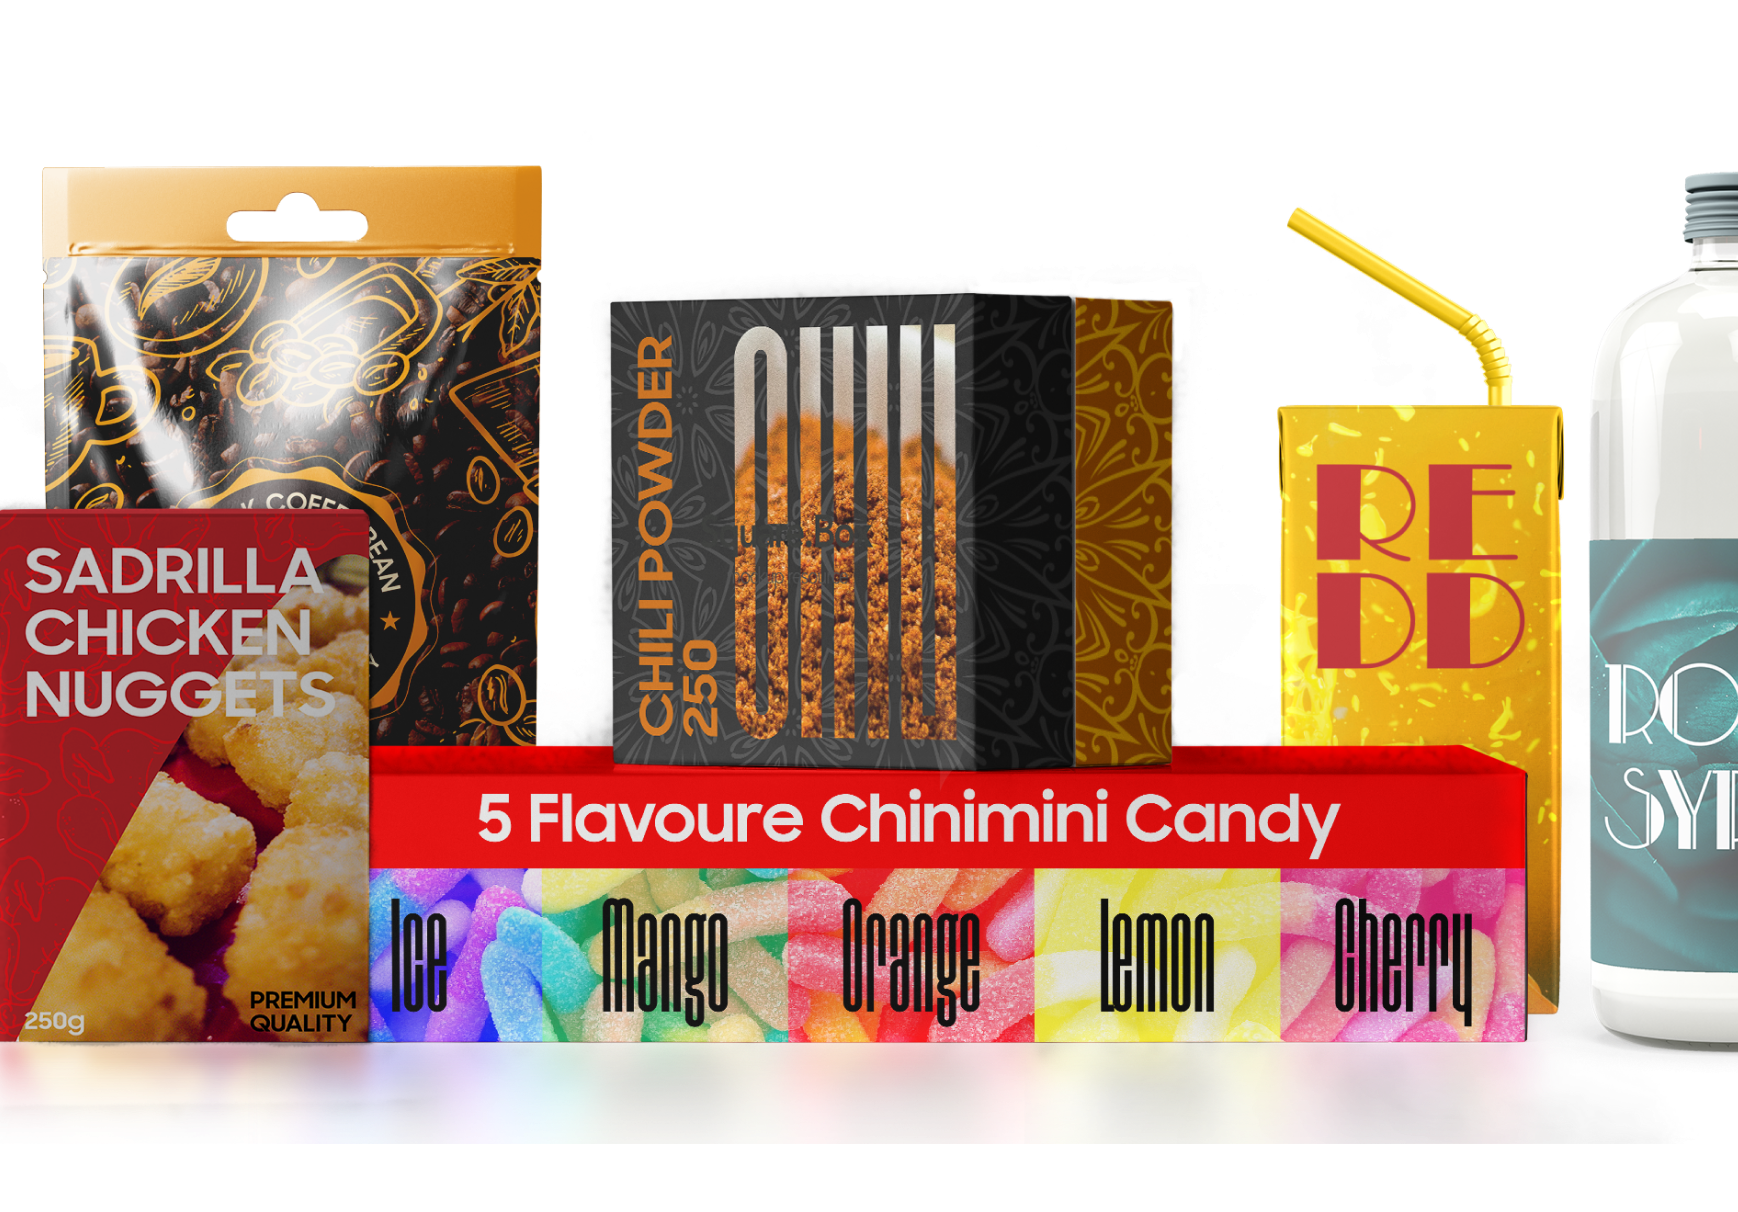 COFFEE
BEAN
SADRILLA
CHICKEN
NUGGETS
250g
PREMIUM
QUALITY
CHILI POWDER
250
CHILI
5 Flavoure Chinimini Candy
Ice
Mango
Orange
Lemon
Cherry
RE
DD